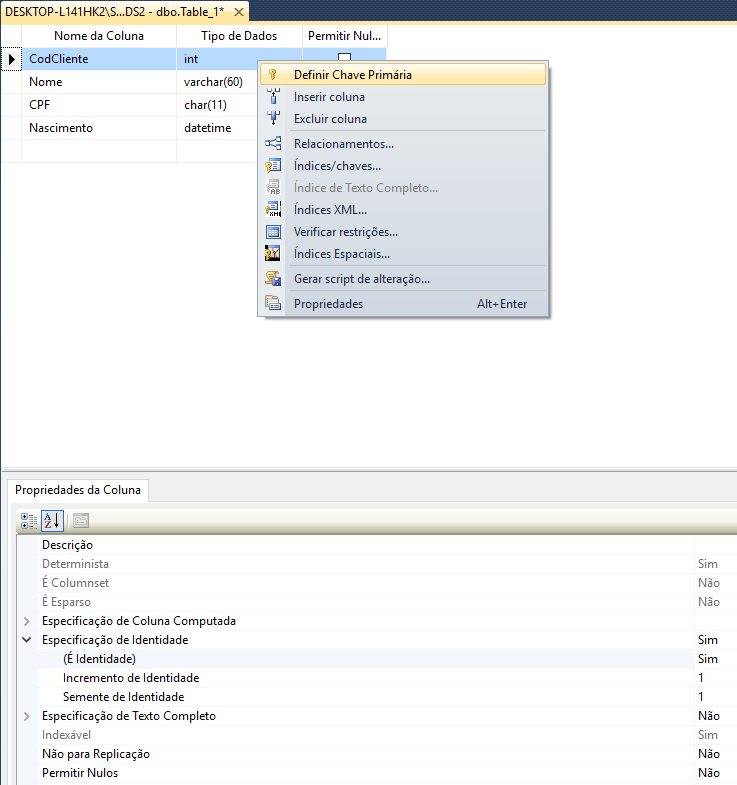 DESKTOP-L141HK2\S...DS2 - dbo.Table_1* ×
Nome da Coluna Tipo de Dados Permitir Nul...
CodCliente int
Nome varchar(60)
CPF char(11)
Nascimento datetime
Definir Chave Primária
Inserir coluna
Excluir coluna
Relacionamentos...
Índices/chaves...
Índice de Texto Completo...
Índices XML...
Verificar restrições...
Índices Espaciais...
Gerar script de alteração...
Propriedades Alt+Enter
Propriedades da Coluna
Descrição
Determinista Sim
É Columnset Não
É Esparso Não
Especificação de Coluna Computada
Especificação de Identidade Sim
(É Identidade) Sim
Incremento de Identidade 1
Semente de Identidade 1
Especificação de Texto Completo Não
Indexável Sim
Não para Replicação Não
Permitir Nulos Não